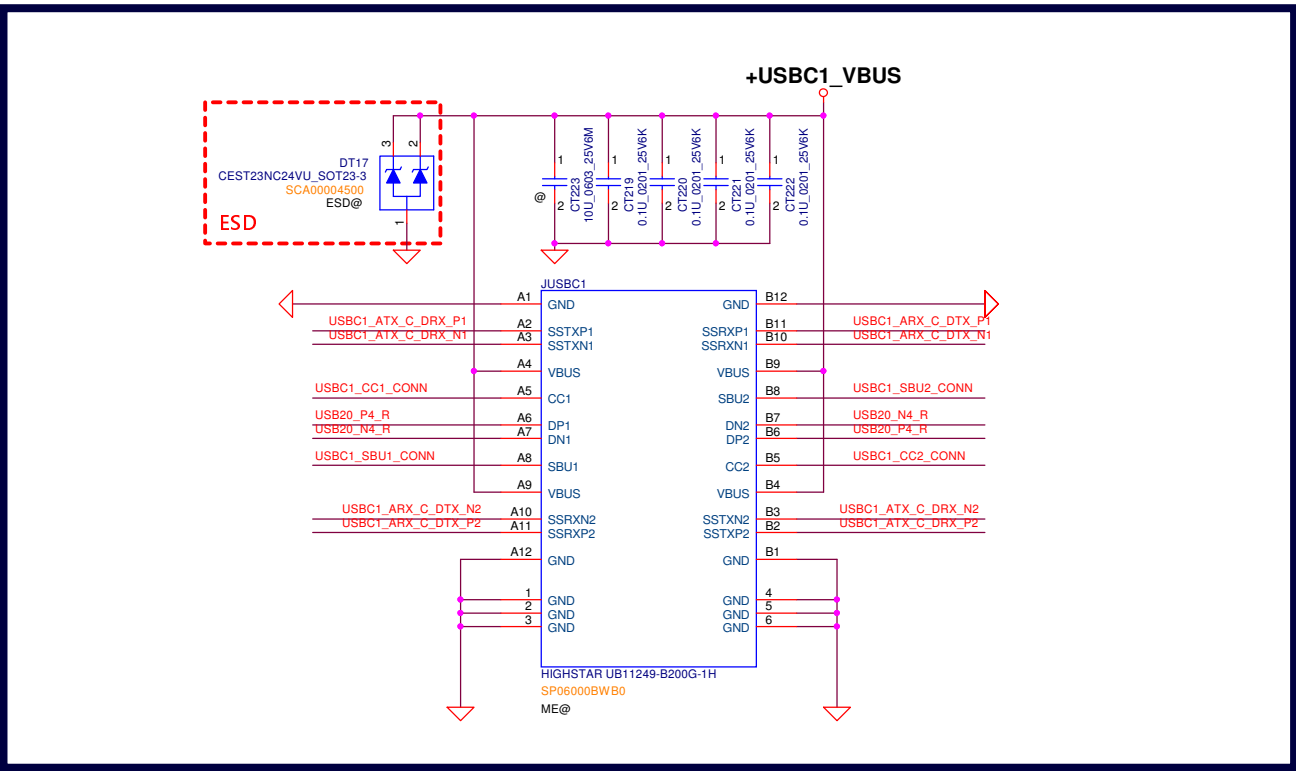 +USBC1_VBUS
3
2
DT17
CEST23NC24VU_SOT23-3
SCA00004500
ESD@
1
ESD
1
2
@
CT223
10U_0603_25V6M
1
2
CT219
0.1U_0201_25V6K
1
2
CT220
0.1U_0201_25V6K
1
2
CT221
0.1U_0201_25V6K
1
2
CT222
0.1U_0201_25V6K
JUSBC1
A1 GND GND B12
USBC1_ATX_C_DRX_P1 A2 SSTXP1 SSRXP1 B11 USBC1_ARX_C_DTX_P1
USBC1_ATX_C_DRX_N1 A3 SSTXN1 SSRXN1 B10 USBC1_ARX_C_DTX_N1
A4 VBUS VBUS B9
USBC1_CC1_CONN A5 CC1 SBU2 B8 USBC1_SBU2_CONN
USB20_P4_R A6 DP1 DN2 B7 USB20_N4_R
USB20_N4_R A7 DN1 DP2 B6 USB20_P4_R
USBC1_SBU1_CONN A8 SBU1 CC2 B5 USBC1_CC2_CONN
A9 VBUS VBUS B4
USBC1_ARX_C_DTX_N2 A10 SSRXN2 SSTXN2 B3 USBC1_ATX_C_DRX_N2
USBC1_ARX_C_DTX_P2 A11 SSRXP2 SSTXP2 B2 USBC1_ATX_C_DRX_P2
A12 GND GND B1
1 GND GND 4
2 GND GND 5
3 GND GND 6
HIGHSTAR UB11249-B200G-1H
SP06000BWB0
ME@